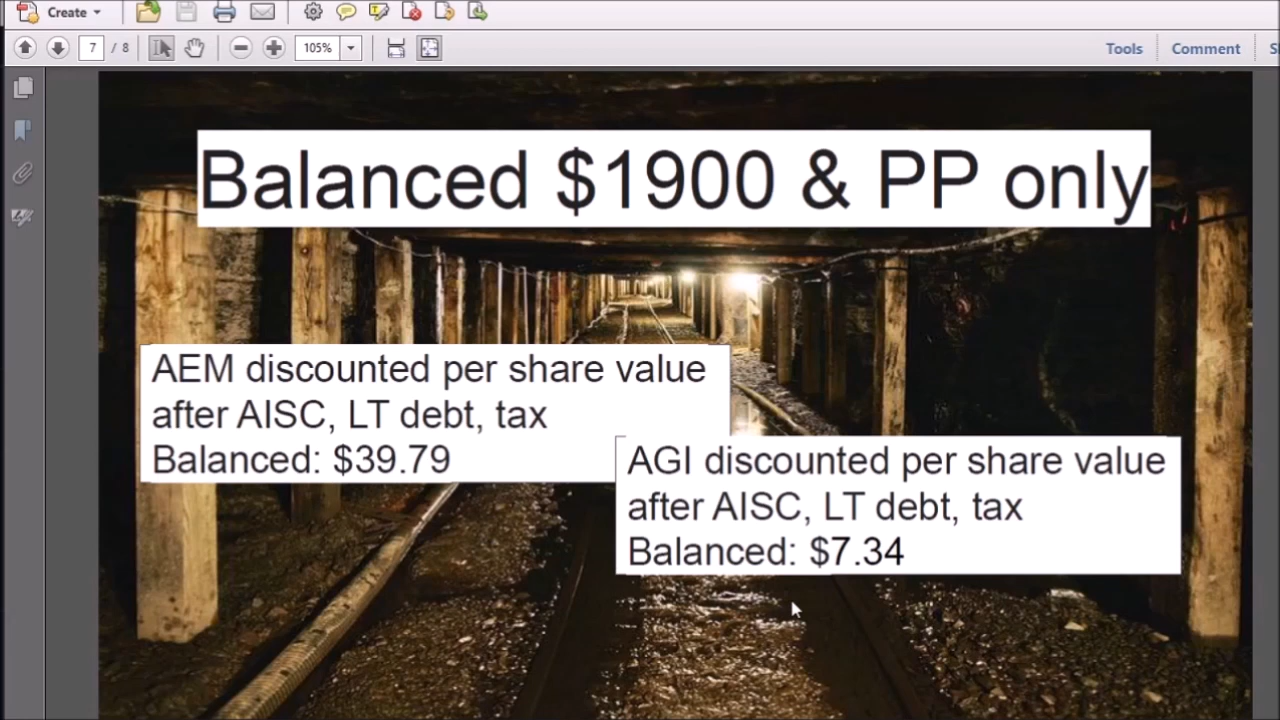 Create
7 / 8
105%
Tools
Comment
S
Balanced $1900 & PP only
AEM discounted per share value
after AISC, LT debt, tax
Balanced: $39.79
AGI discounted per share value
after AISC, LT debt, tax
Balanced: $7.34